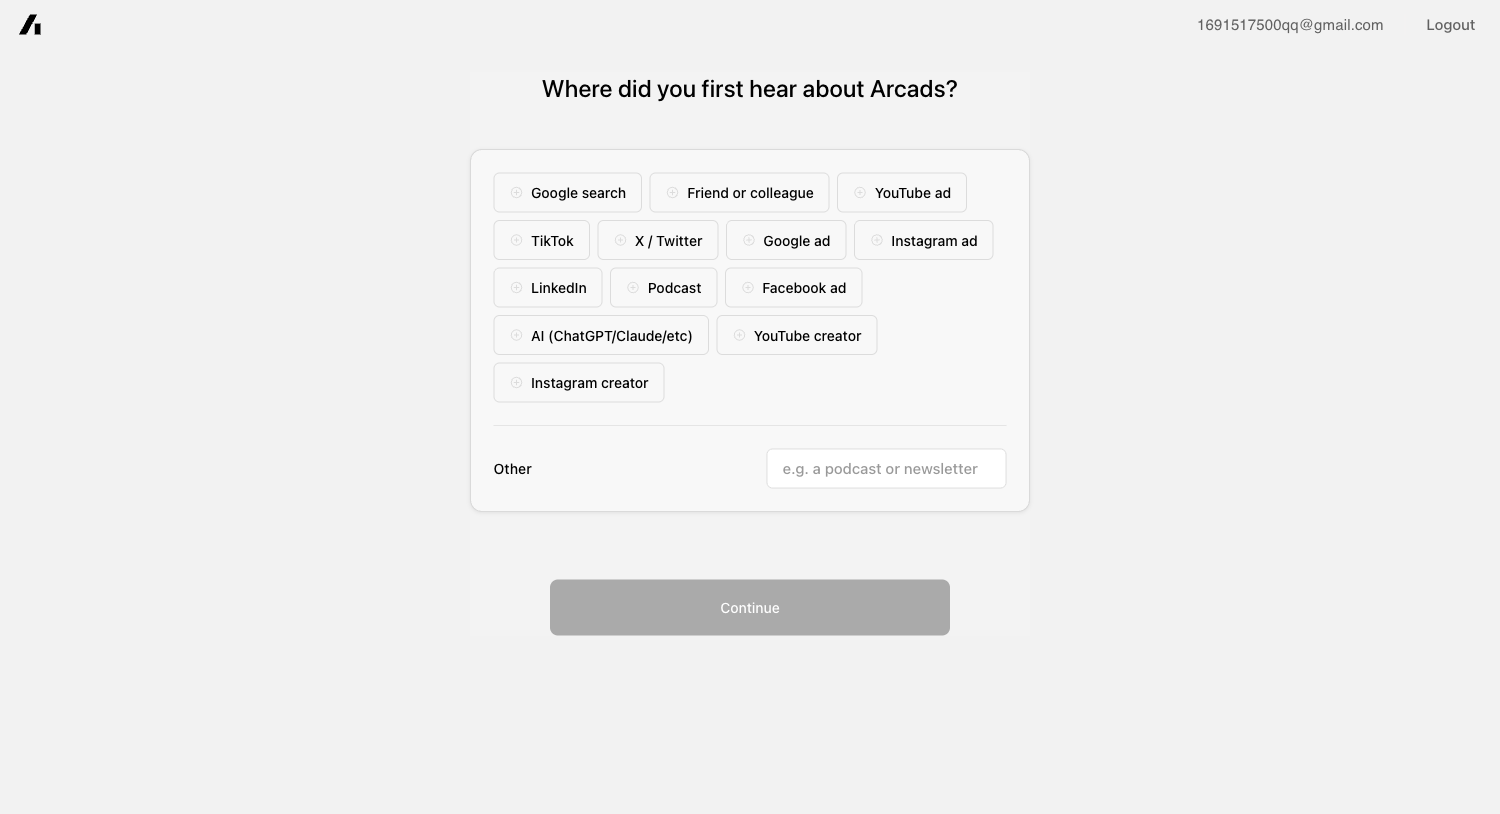 1691517500qq@gmail.com Logout
Where did you first hear about Arcads?
Google search Friend or colleague YouTube ad
TikTok X / Twitter Google ad Instagram ad
LinkedIn Podcast Facebook ad
AI (ChatGPT/Claude/etc) YouTube creator
Instagram creator
Other e.g. a podcast or newsletter
Continue